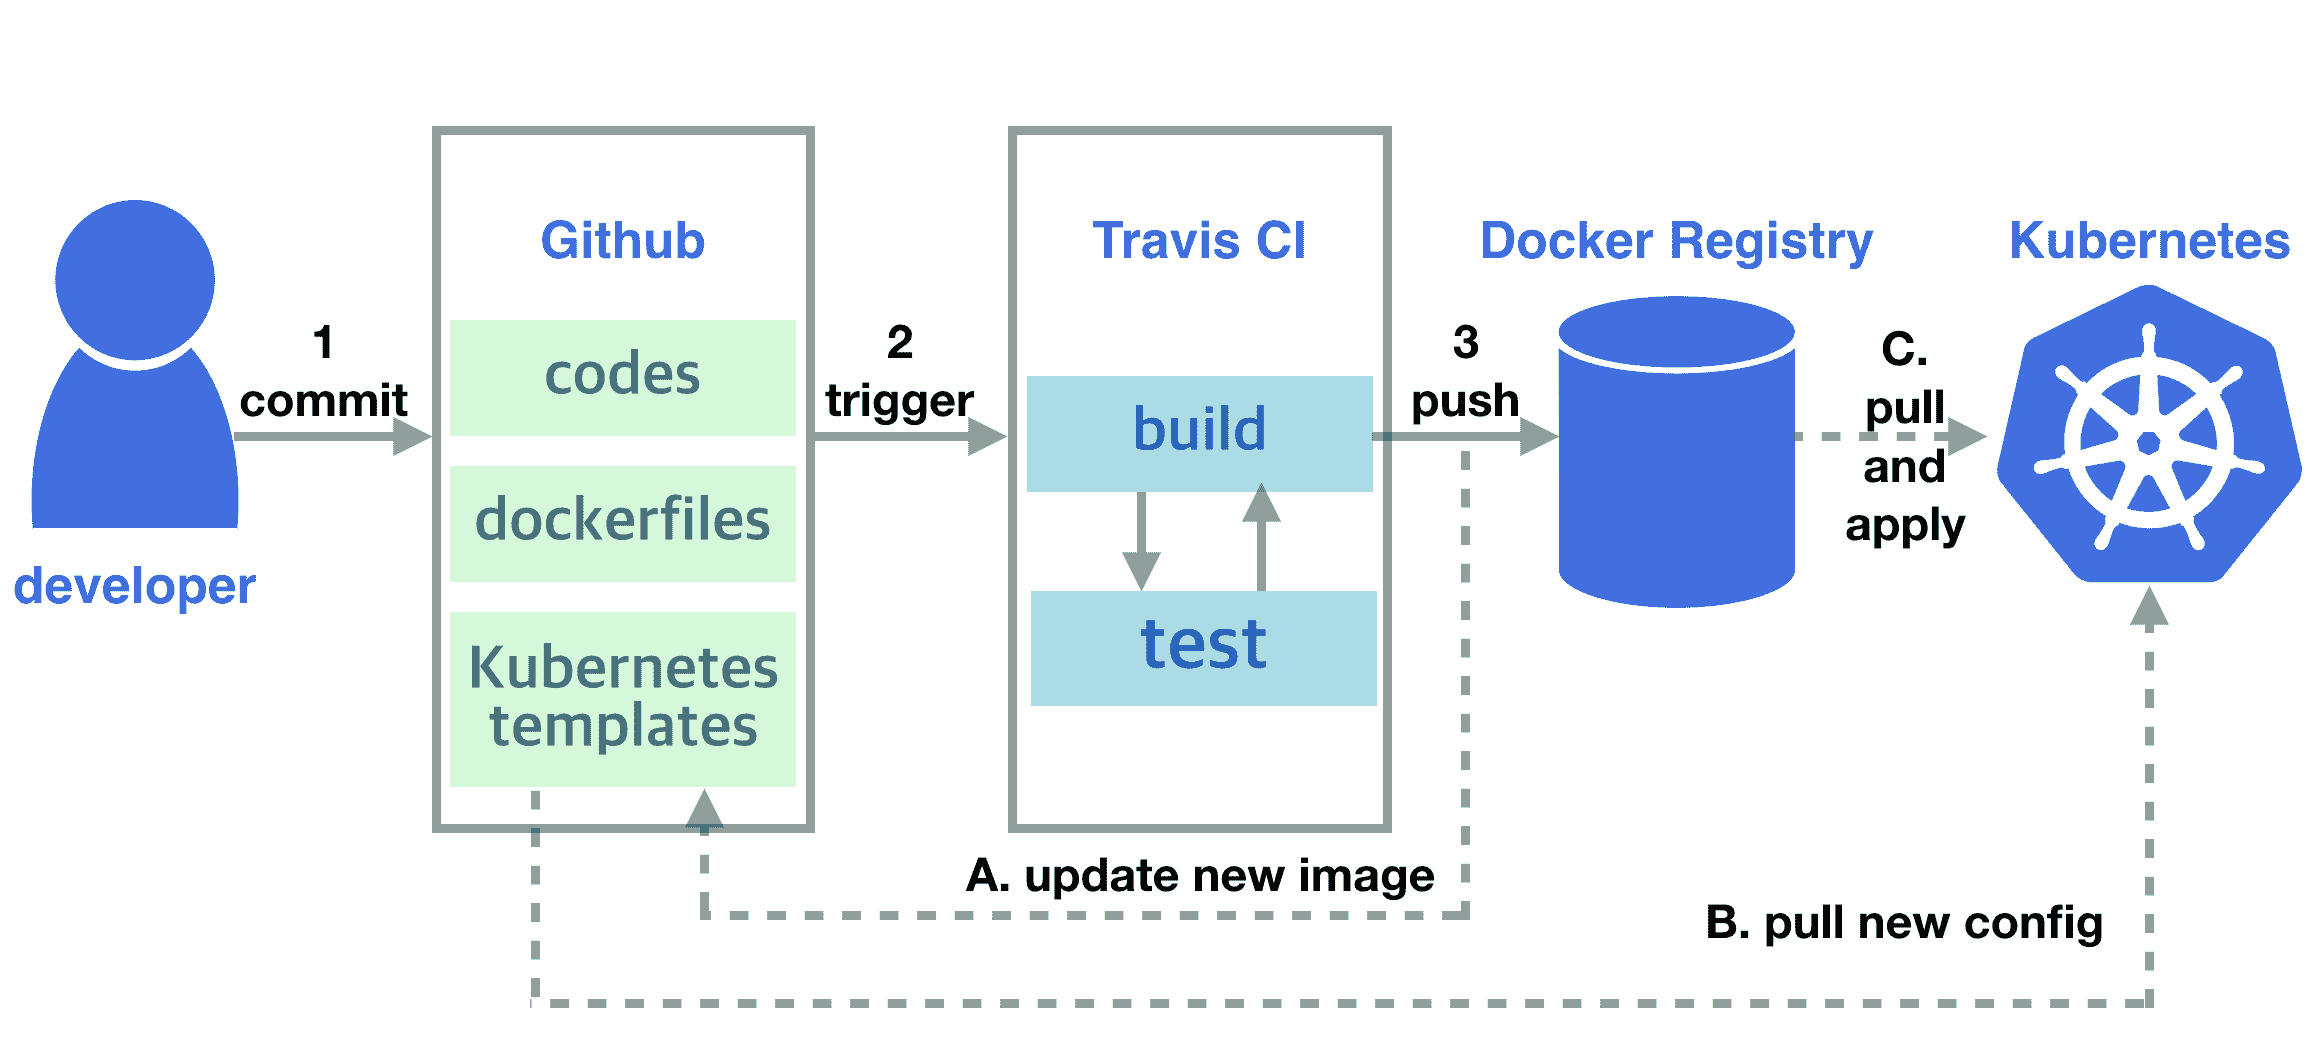 developer
1
commit
Github
codes
dockerfiles
Kubernetes
templates
2
trigger
Travis CI
build
test
3
push
Docker Registry
C.
pull
and
apply
Kubernetes
A. update new image
B. pull new config